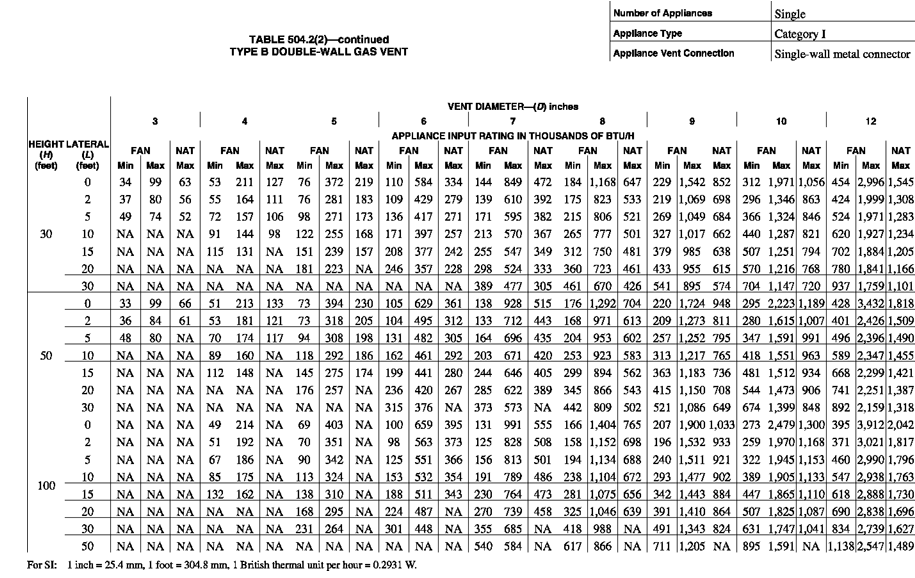 Number of Appliances Single
TABLE 504.2(2)—continued Appliance Type Category I
TYPE B DOUBLE-WALL GAS VENT Appliance Vent Connection Single-wall metal connector
VENT DIAMETER—(D) inches
3 4 5 6 7 8 9 10 12
APPLIANCE INPUT RATING IN THOUSANDS OF BTU/H
HEIGHT (H) (feet) LATERAL (L) (feet) FAN NAT FAN NAT FAN NAT FAN NAT FAN NAT FAN NAT FAN NAT FAN NAT FAN NAT
Min Max Max Min Max Max Min Max Max Min Max Max Min Max Max Min Max Max Min Max Max Min Max Max Min Max Max
30
0 34 99 63 53 211 127 76 372 219 110 584 334 144 849 472 184 1,168 647 229 1,542 852 312 1,971 1,056 454 2,996 1,545
2 37 80 56 55 164 111 76 281 183 109 429 279 139 610 392 175 823 533 219 1,069 698 296 1,346 863 424 1,999 1,308
5 49 74 52 72 157 106 98 271 173 136 417 271 171 595 382 215 806 521 269 1,049 684 366 1,324 846 524 1,971 1,283
10 NA NA NA 91 144 98 122 255 168 171 397 257 213 570 367 265 777 501 327 1,017 662 440 1,287 821 620 1,927 1,234
15 NA NA NA 115 131 NA 151 239 157 208 377 242 255 547 349 312 750 481 379 985 638 507 1,251 794 702 1,884 1,205
20 NA NA NA NA NA NA 181 223 NA 246 357 228 298 524 333 360 723 461 433 955 615 570 1,216 768 780 1,841 1,166
30 NA NA NA NA NA NA NA NA NA NA NA NA 389 477 305 461 670 426 541 895 574 704 1,147 720 937 1,759 1,101
50
0 33 99 66 51 213 133 73 394 230 105 629 361 138 928 515 176 1,292 704 220 1,724 948 295 2,223 1,189 428 3,432 1,818
2 36 84 61 53 181 121 73 318 205 104 495 312 133 712 443 168 971 613 209 1,273 811 280 1,615 1,007 401 2,426 1,509
5 48 80 NA 70 174 117 94 308 198 131 482 305 164 696 435 204 953 602 257 1,252 795 347 1,591 991 496 2,396 1,490
10 NA NA NA 89 160 NA 118 292 186 162 461 292 203 671 420 253 923 583 313 1,217 765 418 1,551 963 589 2,347 1,455
15 NA NA NA 112 148 NA 145 275 174 199 441 280 244 646 405 299 894 562 363 1,183 736 481 1,512 934 668 2,299 1,421
20 NA NA NA NA NA NA 176 257 NA 236 420 267 285 622 389 345 866 543 415 1,150 708 544 1,473 906 741 2,251 1,387
30 NA NA NA NA NA NA NA NA NA 315 376 NA 373 573 NA 442 809 502 521 1,086 649 674 1,399 848 892 2,159 1,318
100
0 NA NA NA 49 214 NA 69 403 NA 100 659 395 131 991 555 166 1,404 765 207 1,900 1,033 273 2,479 1,300 395 3,912 2,042
2 NA NA NA 51 192 NA 70 351 NA 98 563 373 125 828 508 158 1,152 698 196 1,532 933 259 1,970 1,168 371 3,021 1,817
5 NA NA NA 67 186 NA 90 342 NA 125 551 366 156 813 501 194 1,134 688 240 1,511 921 322 1,945 1,153 460 2,990 1,796
10 NA NA NA 85 175 NA 113 324 NA 153 532 354 191 789 486 238 1,104 672 293 1,477 902 389 1,905 1,133 547 2,938 1,763
15 NA NA NA 132 162 NA 138 310 NA 188 511 343 230 764 473 281 1,075 656 342 1,443 884 447 1,865 1,110 618 2,888 1,730
20 NA NA NA NA NA NA 168 295 NA 224 487 NA 270 739 458 325 1,046 639 391 1,410 864 507 1,825 1,087 690 2,838 1,696
30 NA NA NA NA NA NA 231 264 NA 301 448 NA 355 685 NA 418 988 NA 491 1,343 824 631 1,747 1,041 834 2,739 1,627
50 NA NA NA NA NA NA NA NA NA NA NA NA 540 584 NA 617 866 NA 711 1,205 NA 895 1,591 NA 1,138 2,547 1,489
For SI: 1 inch = 25.4 mm, 1 foot = 304.8 mm, 1 British thermal unit per hour = 0.2931 W.